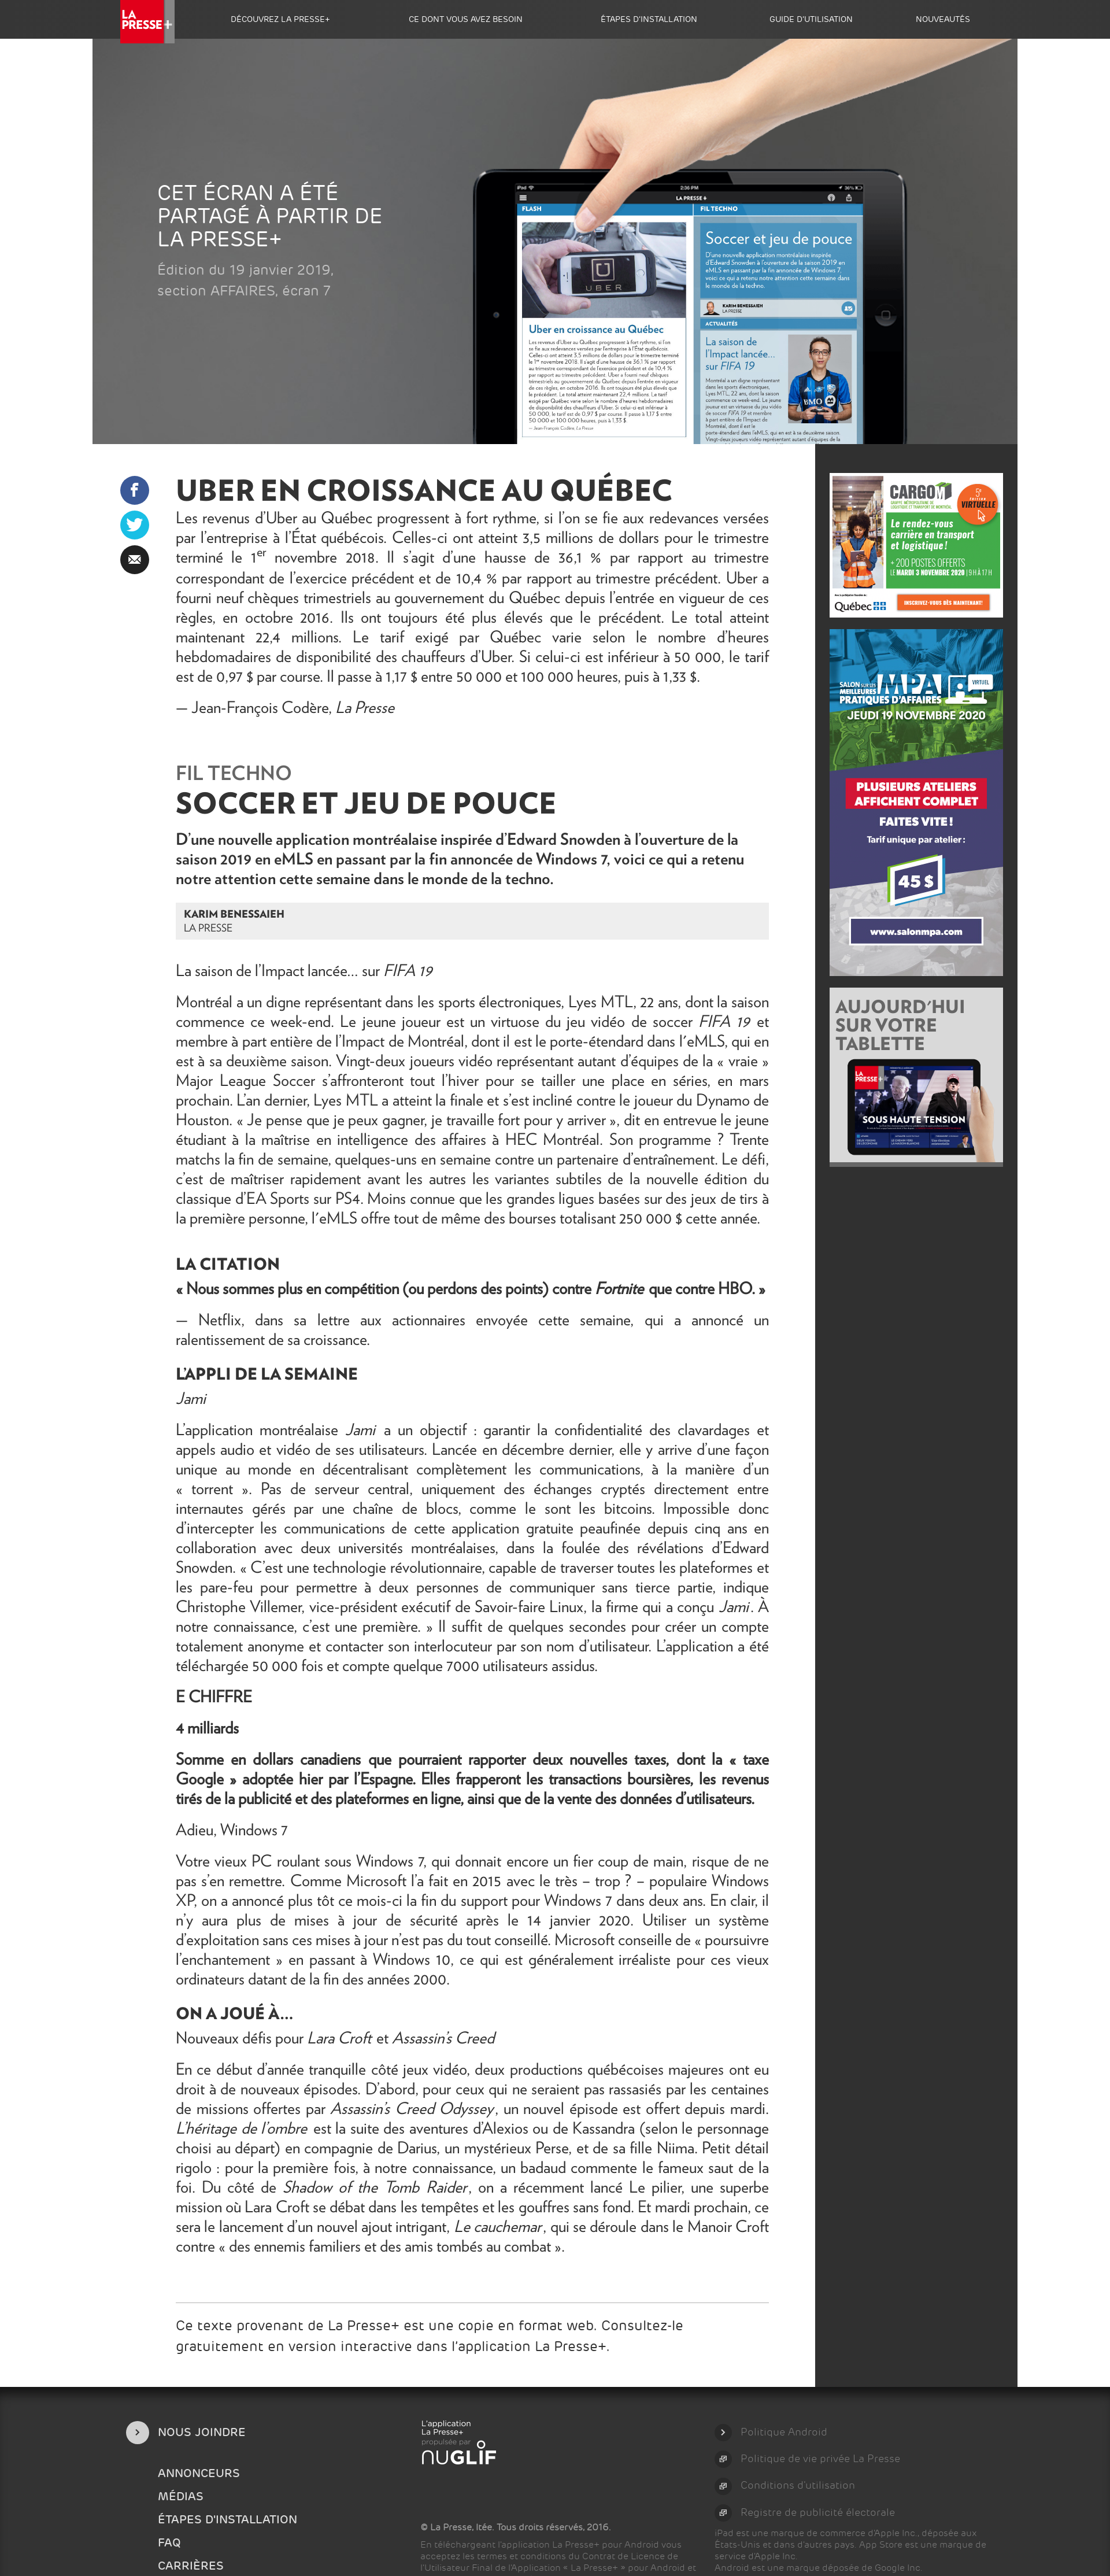 LA
PRESSE+
DÉCOUVREZ LA PRESSE+
CE DONT VOUS AVEZ BESOIN
ÉTAPES D'INSTALLATION
GUIDE D'UTILISATION
NOUVEAUTÉS
CET ÉCRAN A ÉTÉ
PARTAGÉ À PARTIR DE
LA PRESSE+
Édition du 19 janvier 2019,
section AFFAIRES, écran 7
iPad
2:26 PM
LA PRESSE +
FLASH
FIL TECHNO
UBER
Uber en croissance au Québec
Soccer et jeu de pouce
D'une nouvelle application montréalaise inspirée
d'Edward Snowden à l'ouverture de la saison 2019 en
eMLS en passant par la fin annoncée de Windows 7,
voici ce qui a retenu notre attention cette semaine dans
le monde de la techno.
KARIM BENESSAIEH
LA PRESSE
ACTUALITÉS
La saison de
l'Impact lancée…
sur FIFA 19
UBER EN CROISSANCE AU QUÉBEC
Les revenus d'Uber au Québec progressent à fort rythme, si l'on se fie aux redevances versées
par l'entreprise à l'État québécois. Celles-ci ont atteint 3,5 millions de dollars pour le trimestre
terminé le 1er novembre 2018. Il s'agit d'une hausse de 36,1 % par rapport au trimestre
correspondant de l'exercice précédent et de 10,4 % par rapport au trimestre précédent. Uber a
fourni neuf chèques trimestriels au gouvernement du Québec depuis l'entrée en vigueur de ces
règles, en octobre 2016. Ils ont toujours été plus élevés que le précédent. Le total atteint
maintenant 22,4 millions. Le tarif exigé par Québec varie selon le nombre d'heures
hebdomadaires de disponibilité des chauffeurs d'Uber. Si celui-ci est inférieur à 50 000, le tarif
est de 0,97 $ par course. Il passe à 1,17 $ entre 50 000 et 100 000 heures, puis à 1,33 $.
— Jean-François Codère, La Presse
FIL TECHNO
SOCCER ET JEU DE POUCE
D'une nouvelle application montréalaise inspirée d'Edward Snowden à l'ouverture de la
saison 2019 en eMLS en passant par la fin annoncée de Windows 7, voici ce qui a retenu
notre attention cette semaine dans le monde de la techno.
KARIM BENESSAIEH
LA PRESSE
La saison de l'Impact lancée… sur FIFA 19
Montréal a un digne représentant dans les sports électroniques, Lyes MTL, 22 ans, dont la saison
commence ce week-end. Le jeune joueur est un virtuose du jeu vidéo de soccer FIFA 19 et
membre à part entière de l'Impact de Montréal, dont il est le porte-étendard dans l'eMLS, qui en
est à sa deuxième saison. Vingt-deux joueurs vidéo représentant autant d'équipes de la « vraie »
Major League Soccer s'affronteront tout l'hiver pour se tailler une place en séries, en mars
prochain. L'an dernier, Lyes MTL a atteint la finale et s'est incliné contre le joueur du Dynamo de
Houston. « Je pense que je peux gagner, je travaille fort pour y arriver », dit en entrevue le jeune
étudiant à la maîtrise en intelligence des affaires à HEC Montréal. Son programme ? Trente
matchs la fin de semaine, quelques-uns en semaine contre un partenaire d'entraînement. Le défi,
c'est de maîtriser rapidement avant les autres les variantes subtiles de la nouvelle édition du
classique d'EA Sports sur PS4. Moins connue que les grandes ligues basées sur des jeux de tirs à
la première personne, l'eMLS offre tout de même des bourses totalisant 250 000 $ cette année.
LA CITATION
« Nous sommes plus en compétition (ou perdons des points) contre Fortnite que contre HBO. »
— Netflix, dans sa lettre aux actionnaires envoyée cette semaine, qui a annoncé un
ralentissement de sa croissance.
L'APPLI DE LA SEMAINE
Jami
L'application montréalaise Jami a un objectif : garantir la confidentialité des clavardages et
appels audio et vidéo de ses utilisateurs. Lancée en décembre dernier, elle y arrive d'une façon
unique au monde en décentralisant complètement les communications, à la manière d'un
« torrent ». Pas de serveur central, uniquement des échanges cryptés directement entre
internautes gérés par une chaîne de blocs, comme le sont les bitcoins. Impossible donc
d'intercepter les communications de cette application gratuite peaufinée depuis cinq ans en
collaboration avec deux universités montréalaises, dans la foulée des révélations d'Edward
Snowden. « C'est une technologie révolutionnaire, capable de traverser toutes les plateformes et
les pare-feu pour permettre à deux personnes de communiquer sans tierce partie, indique
Christophe Villemer, vice-président exécutif de Savoir-faire Linux, la firme qui a conçu Jami. À
notre connaissance, c'est une première. » Il suffit de quelques secondes pour créer un compte
totalement anonyme et contacter son interlocuteur par son nom d'utilisateur. L'application a été
téléchargée 50 000 fois et compte quelque 7000 utilisateurs assidus.
E CHIFFRE
4 milliards
Somme en dollars canadiens que pourraient rapporter deux nouvelles taxes, dont la « taxe
Google » adoptée hier par l'Espagne. Elles frapperont les transactions boursières, les revenus
tirés de la publicité et des plateformes en ligne, ainsi que de la vente des données d'utilisateurs.
Adieu, Windows 7
Votre vieux PC roulant sous Windows 7, qui donnait encore un fier coup de main, risque de ne
pas s'en remettre. Comme Microsoft l'a fait en 2015 avec le très – trop ? – populaire Windows
XP, on a annoncé plus tôt ce mois-ci la fin du support pour Windows 7 dans deux ans. En clair, il
n'y aura plus de mises à jour de sécurité après le 14 janvier 2020. Utiliser un système
d'exploitation sans ces mises à jour n'est pas du tout conseillé. Microsoft conseille de « poursuivre
l'enchantement » en passant à Windows 10, ce qui est généralement irréaliste pour ces vieux
ordinateurs datant de la fin des années 2000.
ON A JOUÉ À…
Nouveaux défis pour Lara Croft et Assassin's Creed
En ce début d'année tranquille côté jeux vidéo, deux productions québécoises majeures ont eu
droit à de nouveaux épisodes. D'abord, pour ceux qui ne seraient pas rassasiés par les centaines
de missions offertes par Assassin's Creed Odyssey, un nouvel épisode est offert depuis mardi.
L'héritage de l'ombre est la suite des aventures d'Alexios ou de Kassandra (selon le personnage
choisi au départ) en compagnie de Darius, un mystérieux Perse, et de sa fille Niima. Petit détail
rigolo : pour la première fois, à notre connaissance, un badaud commente le fameux saut de la
foi. Du côté de Shadow of the Tomb Raider, on a récemment lancé Le pilier, une superbe
mission où Lara Croft se débat dans les tempêtes et les gouffres sans fond. Et mardi prochain, ce
sera le lancement d'un nouvel ajout intrigant, Le cauchemar, qui se déroule dans le Manoir Croft
contre « des ennemis familiers et des amis tombés au combat ».
Ce texte provenant de La Presse+ est une copie en format web. Consultez-le
gratuitement en version interactive dans l'application La Presse+.
CARGOM
5e ÉDITION
VIRTUELLE
Le rendez-vous
carrière en transport
et logistique !
+ 200 POSTES OFFERTS
LE MARDI 3 NOVEMBRE 2020 | 9 H À 17 H
Québec
INSCRIVEZ-VOUS DÈS MAINTENANT!
SALON SUR LES
MEILLEURES
PRATIQUES D'AFFAIRES
MPA
VIRTUEL
JEUDI 19 NOVEMBRE 2020
PLUSIEURS ATELIERS
AFFICHENT COMPLET
FAITES VITE !
Tarif unique par atelier :
45 $
www.salonmpa.com
AUJOURD'HUI
SUR VOTRE
TABLETTE
LA
PRESSE+
SOUS HAUTE TENSION
NOUS JOINDRE
ANNONCEURS
MÉDIAS
ÉTAPES D'INSTALLATION
FAQ
CARRIÈRES
L'application
La Presse+
propulsée par
nuGLIF
© La Presse, ltée. Tous droits réservés, 2016.
En téléchargeant l'application La Presse+ pour Android vous
acceptez les termes et conditions du Contrat de Licence de
l'Utilisateur Final de l'Application « La Presse+ » pour Android et
Politique Android
Politique de vie privée La Presse
Conditions d'utilisation
Registre de publicité électorale
iPad est une marque de commerce d'Apple Inc., déposée aux
États-Unis et dans d'autres pays. App Store est une marque de
service d'Apple Inc.
Android est une marque déposée de Google Inc.